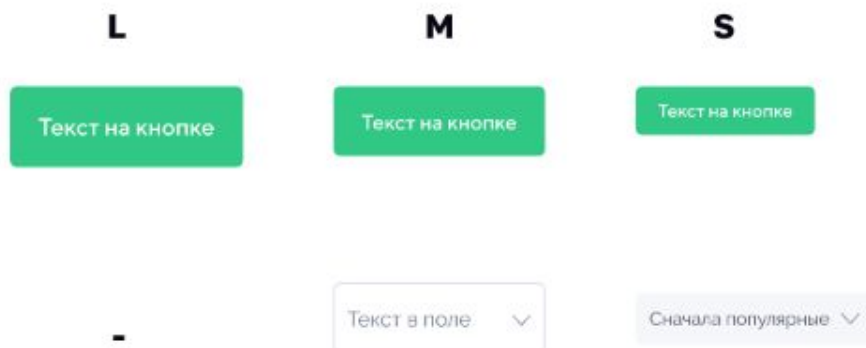 L M S
Текст на кнопке Текст на кнопке Текст на кнопке
- Текст в поле Сначала популярные